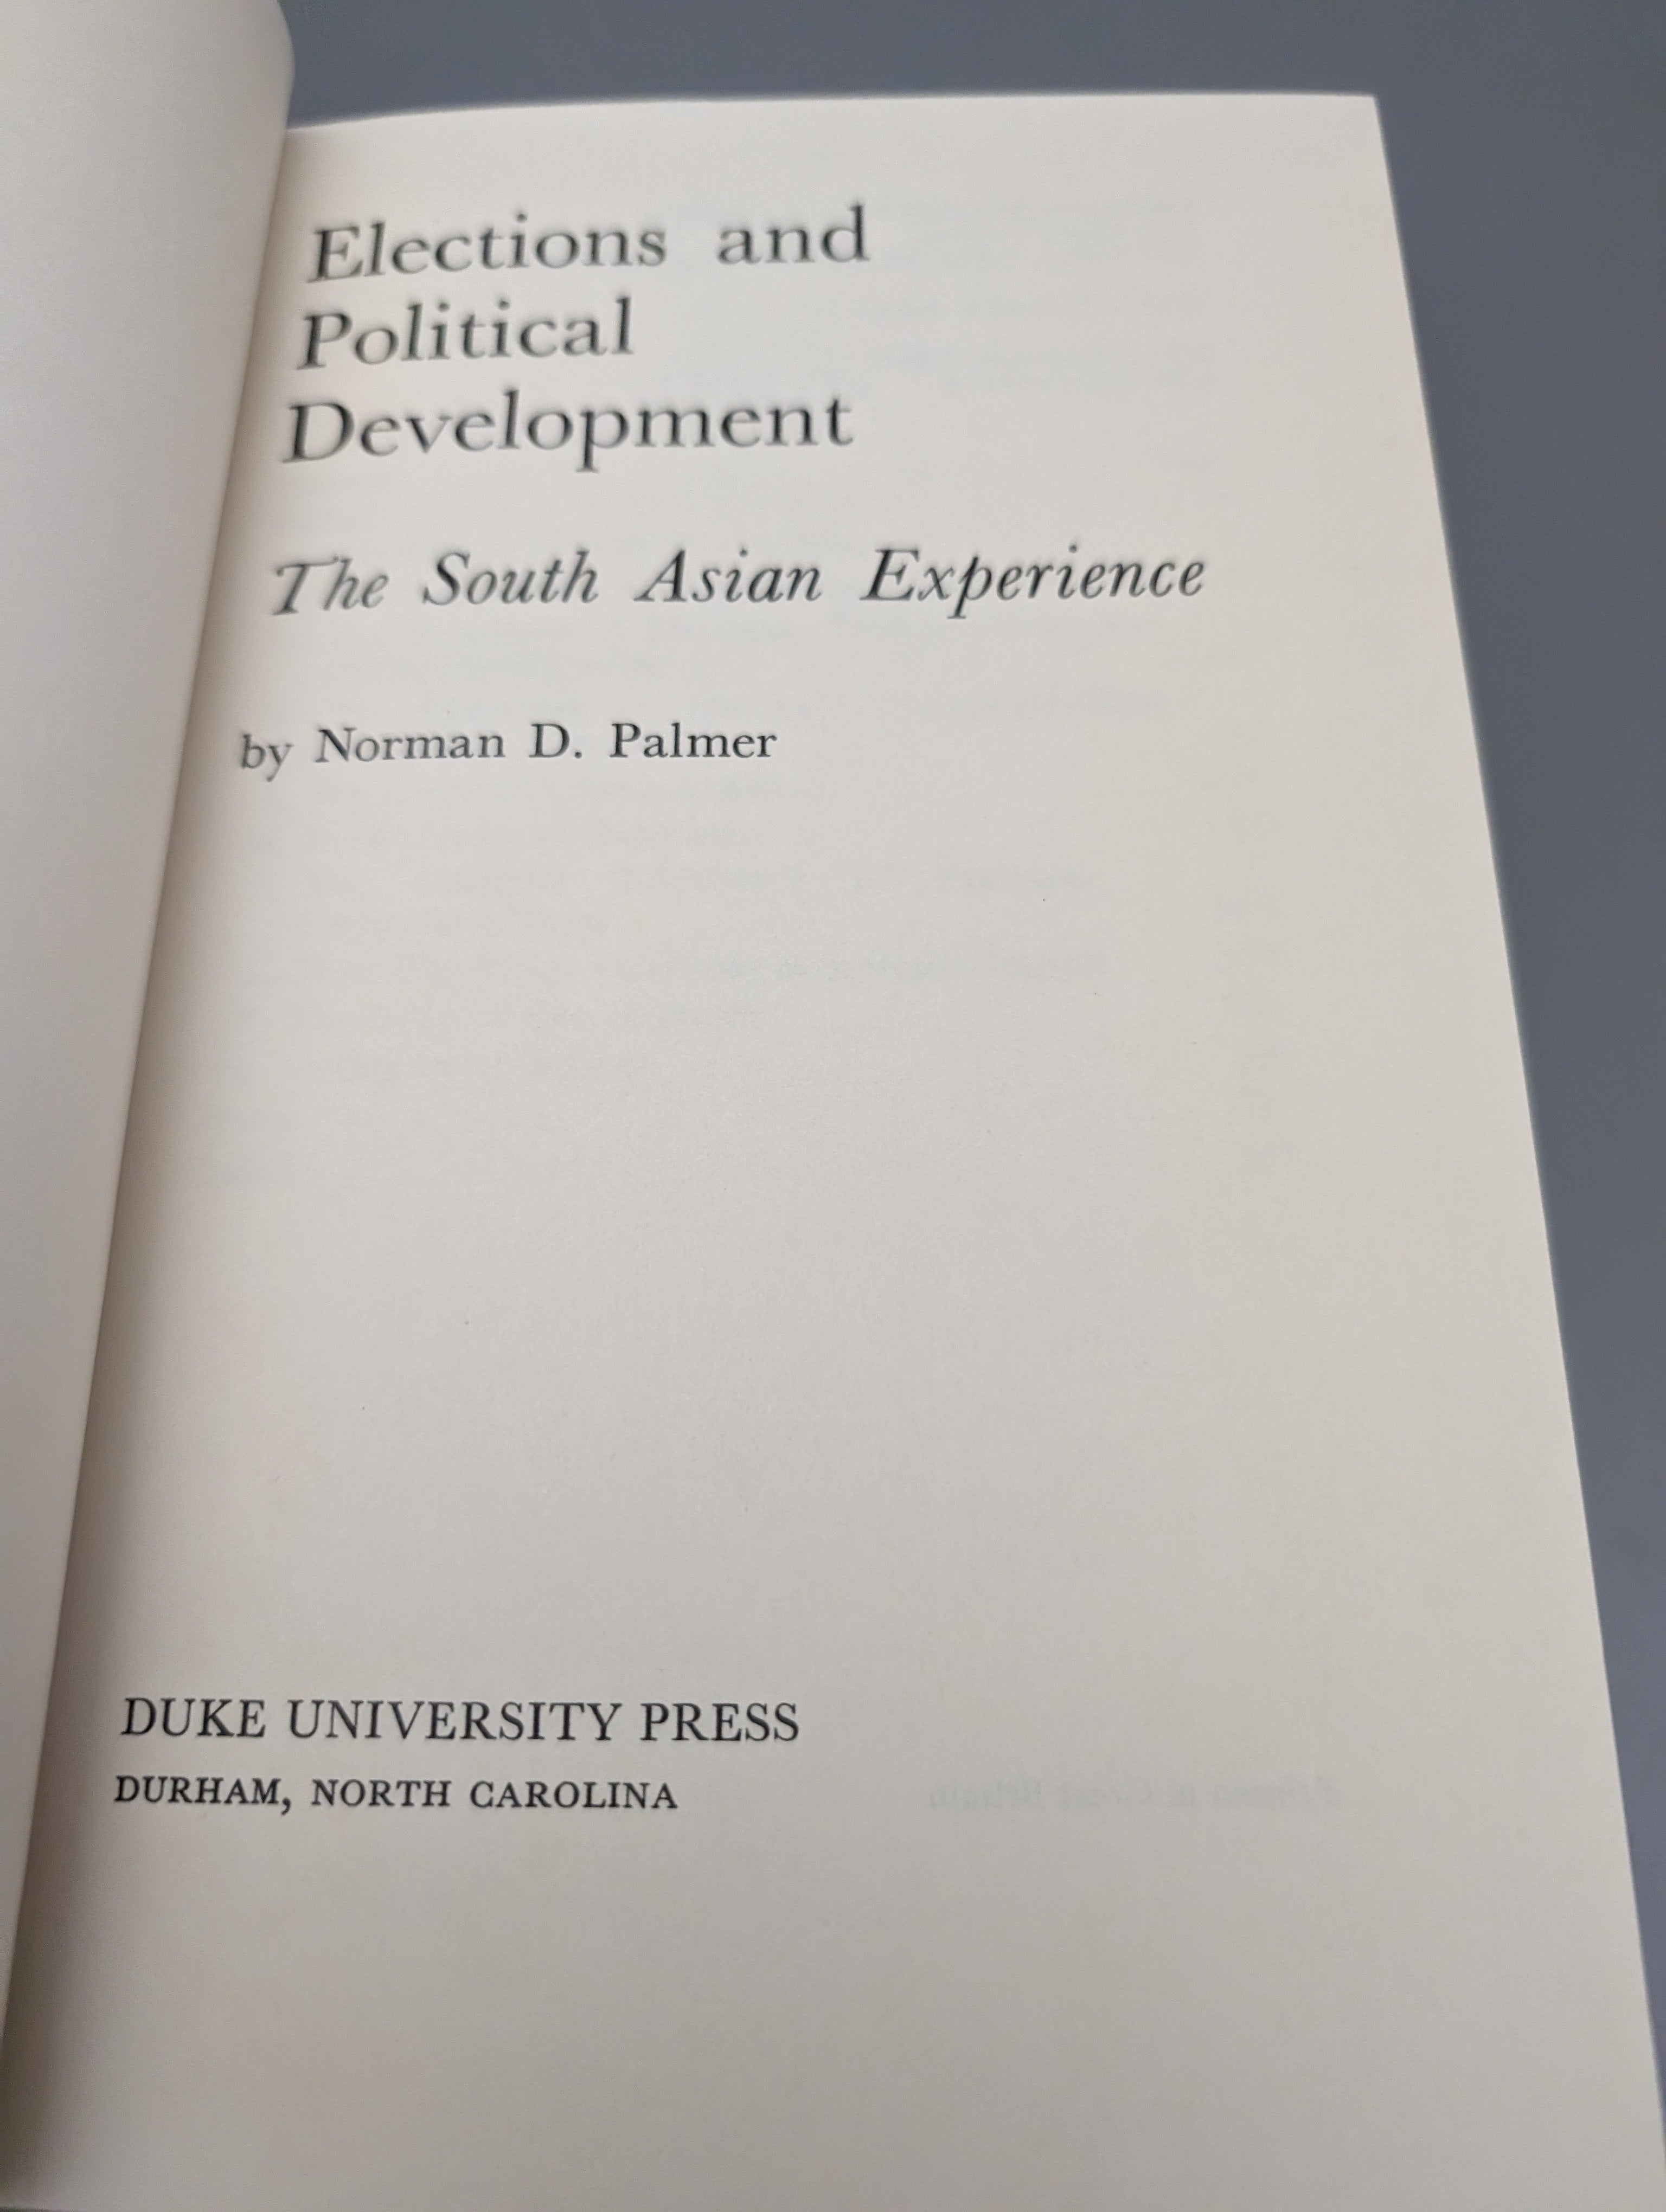 Elections and
Political
Development
The South Asian Experience
by Norman D. Palmer
DUKE UNIVERSITY PRESS
DURHAM, NORTH CAROLINA